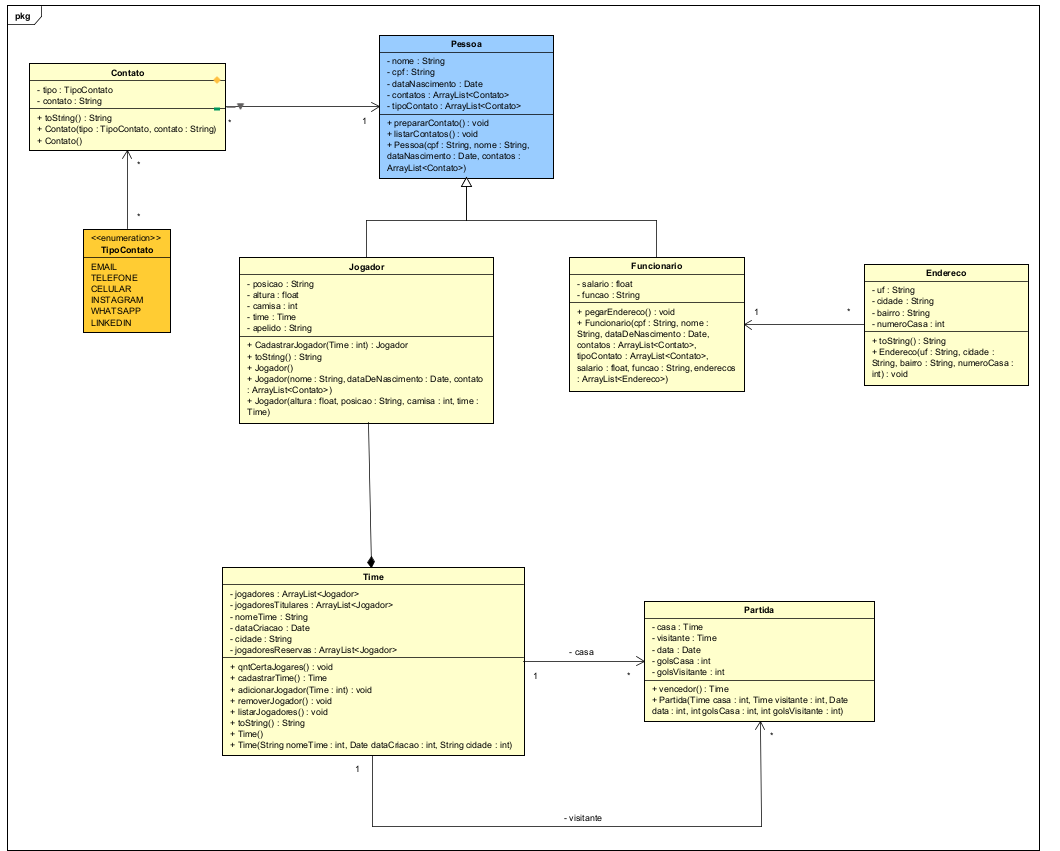 pkg
Pessoa
- nome : String
- cpf : String
- dataNascimento : Date
- contatos : ArrayList<Contato>
- tipoContato : ArrayList<Contato>
+ prepararContato() : void
+ listarContatos() : void
+ Pessoa(cpf : String, nome : String,
dataNascimento : Date, contatos :
ArrayList<Contato>)
Contato
- tipo : TipoContato
- contato : String
+ toString() : String
+ Contato(tipo : TipoContato, contato : String)
+ Contato()
*
1
*
*
<<enumeration>>
TipoContato
EMAIL
TELEFONE
CELULAR
INSTAGRAM
WHATSAPP
LINKEDIN
Jogador
- posicao : String
- altura : float
- camisa : int
- time : Time
- apelido : String
+ CadastrarJogador(Time : int) : Jogador
+ toString() : String
+ Jogador()
+ Jogador(nome : String, dataDeNascimento : Date, contato
: ArrayList<Contato>)
+ Jogador(altura : float, posicao : String, camisa : int, time :
Time)
Funcionario
- salario : float
- funcao : String
+ pegarEndereco() : void
+ Funcionario(cpf : String, nome :
String, dataDeNascimento : Date,
contatos : ArrayList<Contato>,
tipoContato : ArrayList<Contato>,
salario : float, funcao : String, enderecos
: ArrayList<Endereco>)
1
*
Endereco
- uf : String
- cidade : String
- bairro : String
- numeroCasa : int
+ toString() : String
+ Endereco(uf : String, cidade :
String, bairro : String, numeroCasa :
int) : void
Time
- jogadores : ArrayList<Jogador>
- jogadoresTitulares : ArrayList<Jogador>
- nomeTime : String
- dataCriacao : Date
- cidade : String
- jogadoresReservas : ArrayList<Jogador>
+ qntCertaJogares() : void
+ cadastrarTime() : Time
+ adicionarJogador(Time : int) : void
+ removerJogador() : void
+ listarJogadores() : void
+ toString() : String
+ Time()
+ Time(String nomeTime : int, Date dataCriacao : int, String cidade : int)
- casa
1
*
Partida
- casa : Time
- visitante : Time
- data : Date
- golsCasa : int
- golsVisitante : int
+ vencedor() : Time
+ Partida(Time casa : int, Time visitante : int, Date
data : int, int golsCasa : int, int golsVisitante : int)
*
1
- visitante